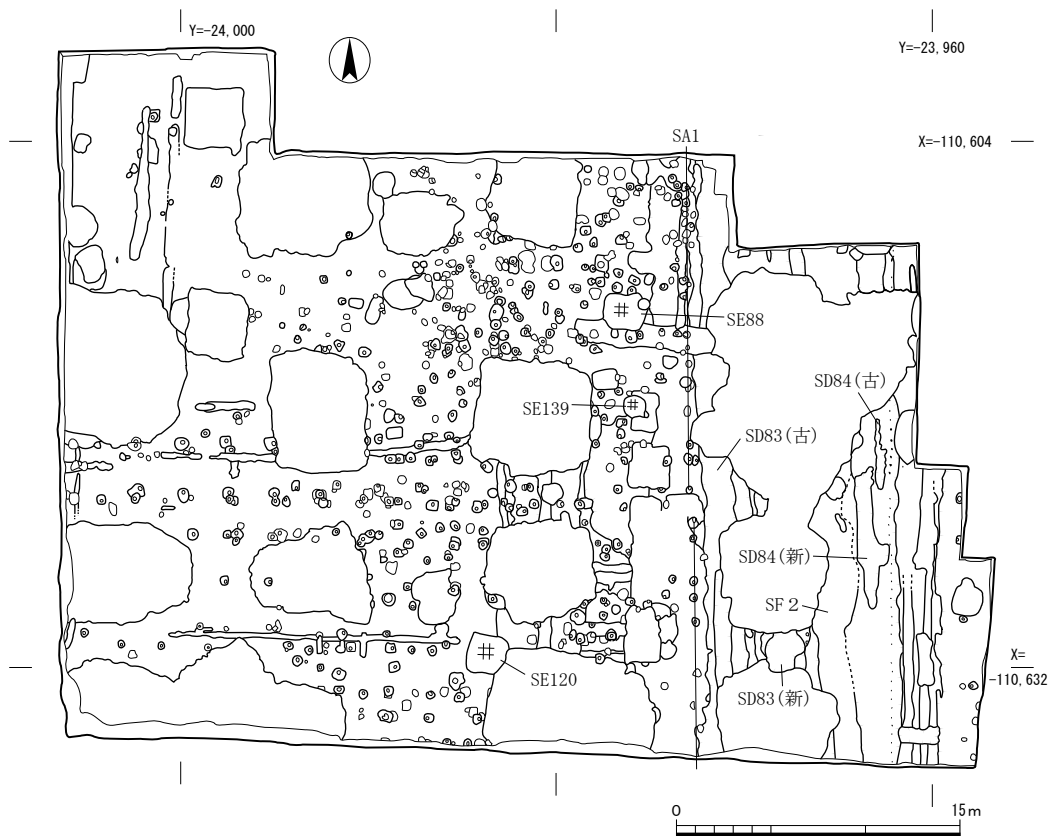 Y=-24,000
Y=-23,960
SA1
X=-110,604
SE88
SD84(古)
SE139
SD83(古)
SD84(新)
SF2
X=
-110,632
SE120
SD83(新)
0 15m